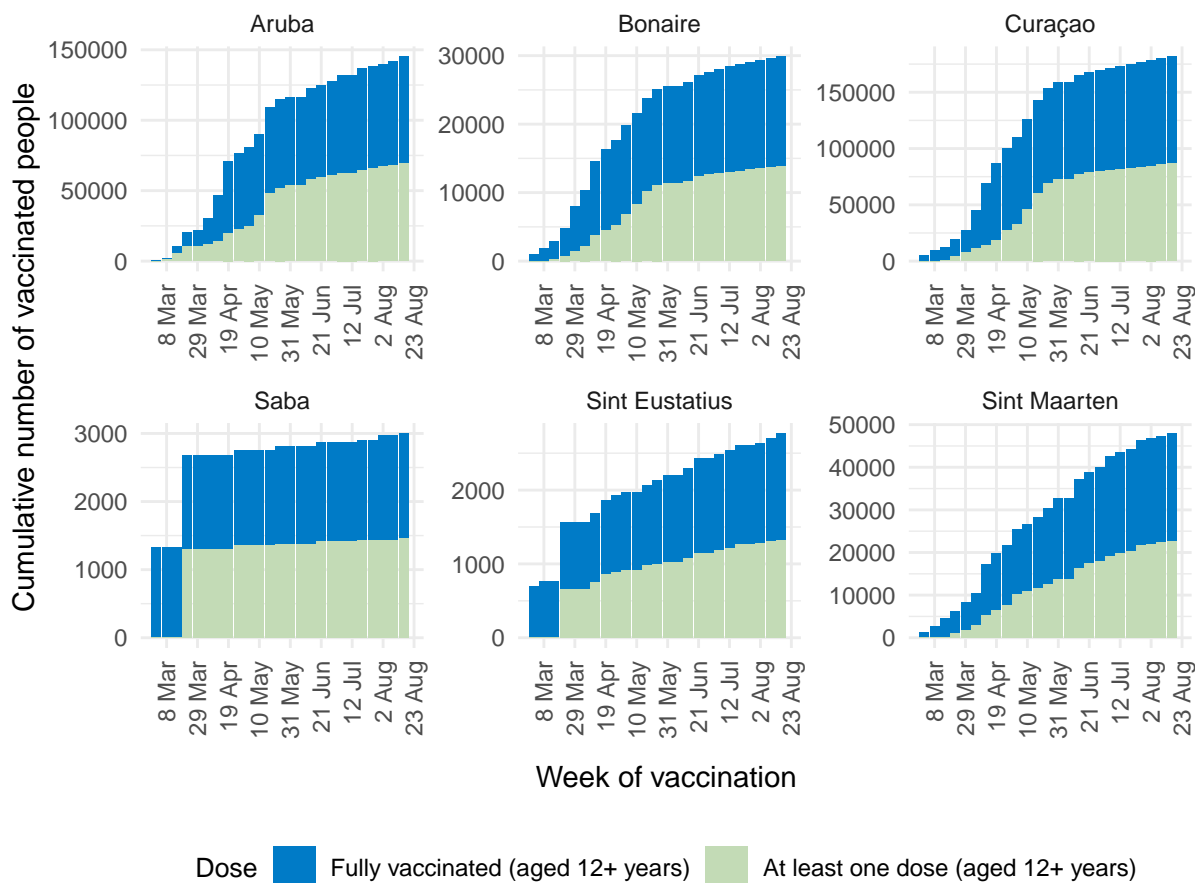 Aruba
Bonaire
Curaçao
Cumulative number of vaccinated people
150000
100000
50000
0
8 Mar
29 Mar
19 Apr
10 May
31 May
21 Jun
12 Jul
2 Aug
23 Aug
30000
20000
10000
0
8 Mar
29 Mar
19 Apr
10 May
31 May
21 Jun
12 Jul
2 Aug
23 Aug
150000
100000
50000
0
8 Mar
29 Mar
19 Apr
10 May
31 May
21 Jun
12 Jul
2 Aug
23 Aug
Saba
Sint Eustatius
Sint Maarten
3000
2000
1000
0
8 Mar
29 Mar
19 Apr
10 May
31 May
21 Jun
12 Jul
2 Aug
23 Aug
2000
1000
0
8 Mar
29 Mar
19 Apr
10 May
31 May
21 Jun
12 Jul
2 Aug
23 Aug
50000
40000
30000
20000
10000
0
8 Mar
29 Mar
19 Apr
10 May
31 May
21 Jun
12 Jul
2 Aug
23 Aug
Week of vaccination
Dose Fully vaccinated (aged 12+ years) At least one dose (aged 12+ years)